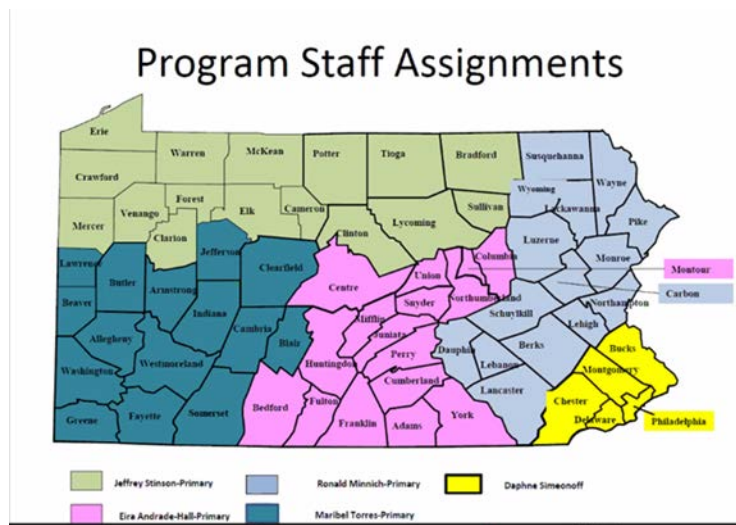 Program Staff Assignments
Erie
Warren
McKean
Potter
Tioga
Bradford
Susquehanna
Crawford
Wayne
Wyoming
Forest
Elk
Cameron
Sullivan
Lackawanna
Mercer
Venango
Clinton
Lycoming
Pike
Clarion
Jefferson
Luzerne
Lawrence
Butler
Clearfield
Columbia
Monroe
Union
Montour
Armstrong
Centre
Carbon
Beaver
Snyder
Northumberland
Northampton
Indiana
Mifflin
Schuylkill
Allegheny
Cambria
Juniata
Lehigh
Blair
Dauphin
Berks
Bucks
Perry
Washington
Westmoreland
Huntingdon
Lebanon
Montgomery
Cumberland
Lancaster
Chester
Bedford
Fulton
Greene
Fayette
Somerset
Franklin
Adams
York
Delaware
Philadelphia
Jeffrey Stinson-Primary
Ronald Minnich-Primary
Daphne Simeonoff
Eira Andrade-Hall-Primary
Maribel Torres-Primary